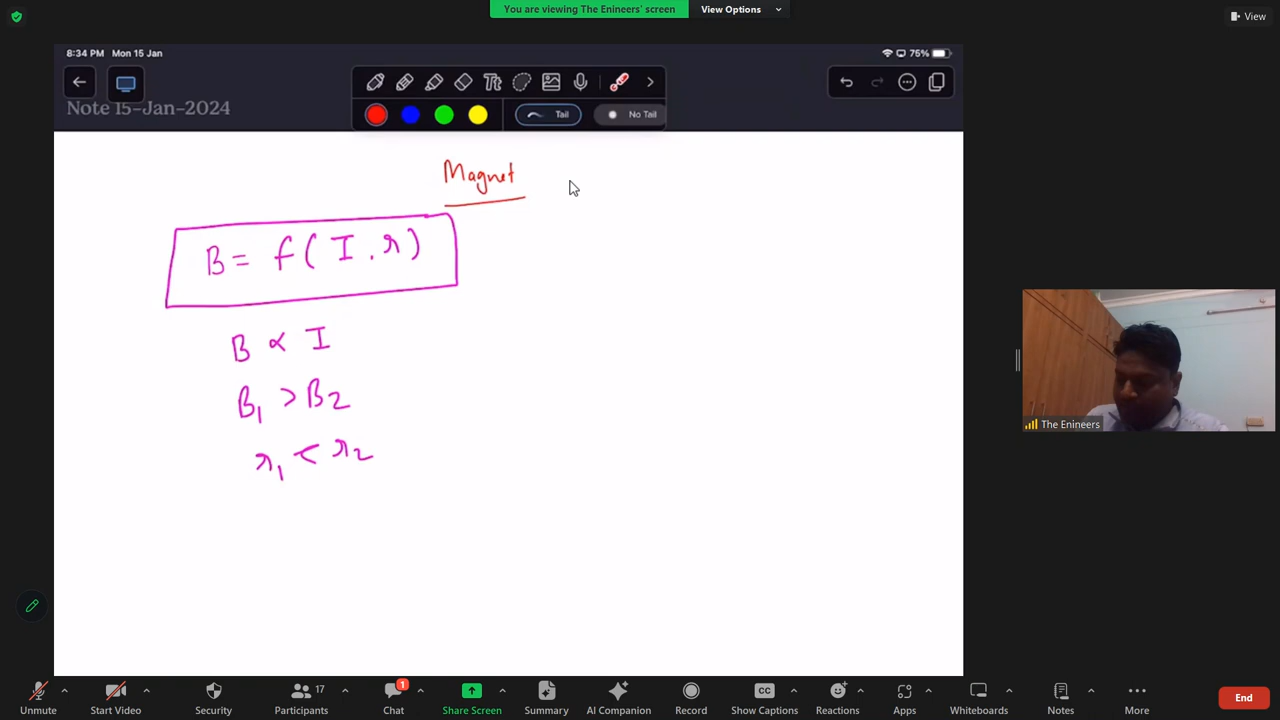 You are viewing The Enineers' screen
View Options
View
8:34 PM Mon 15 Jan
75%
Tt
Tail
No Tail
Note 15-Jan-2024
Magnet
B = f ( I , r )
B ∝ I
B₁ > B₂
r₁ < r₂
The Enineers
17
1
CC
Unmute
Start Video
Security
Participants
Chat
Share Screen
Summary
AI Companion
Record
Show Captions
Reactions
Apps
Whiteboards
Notes
More
End